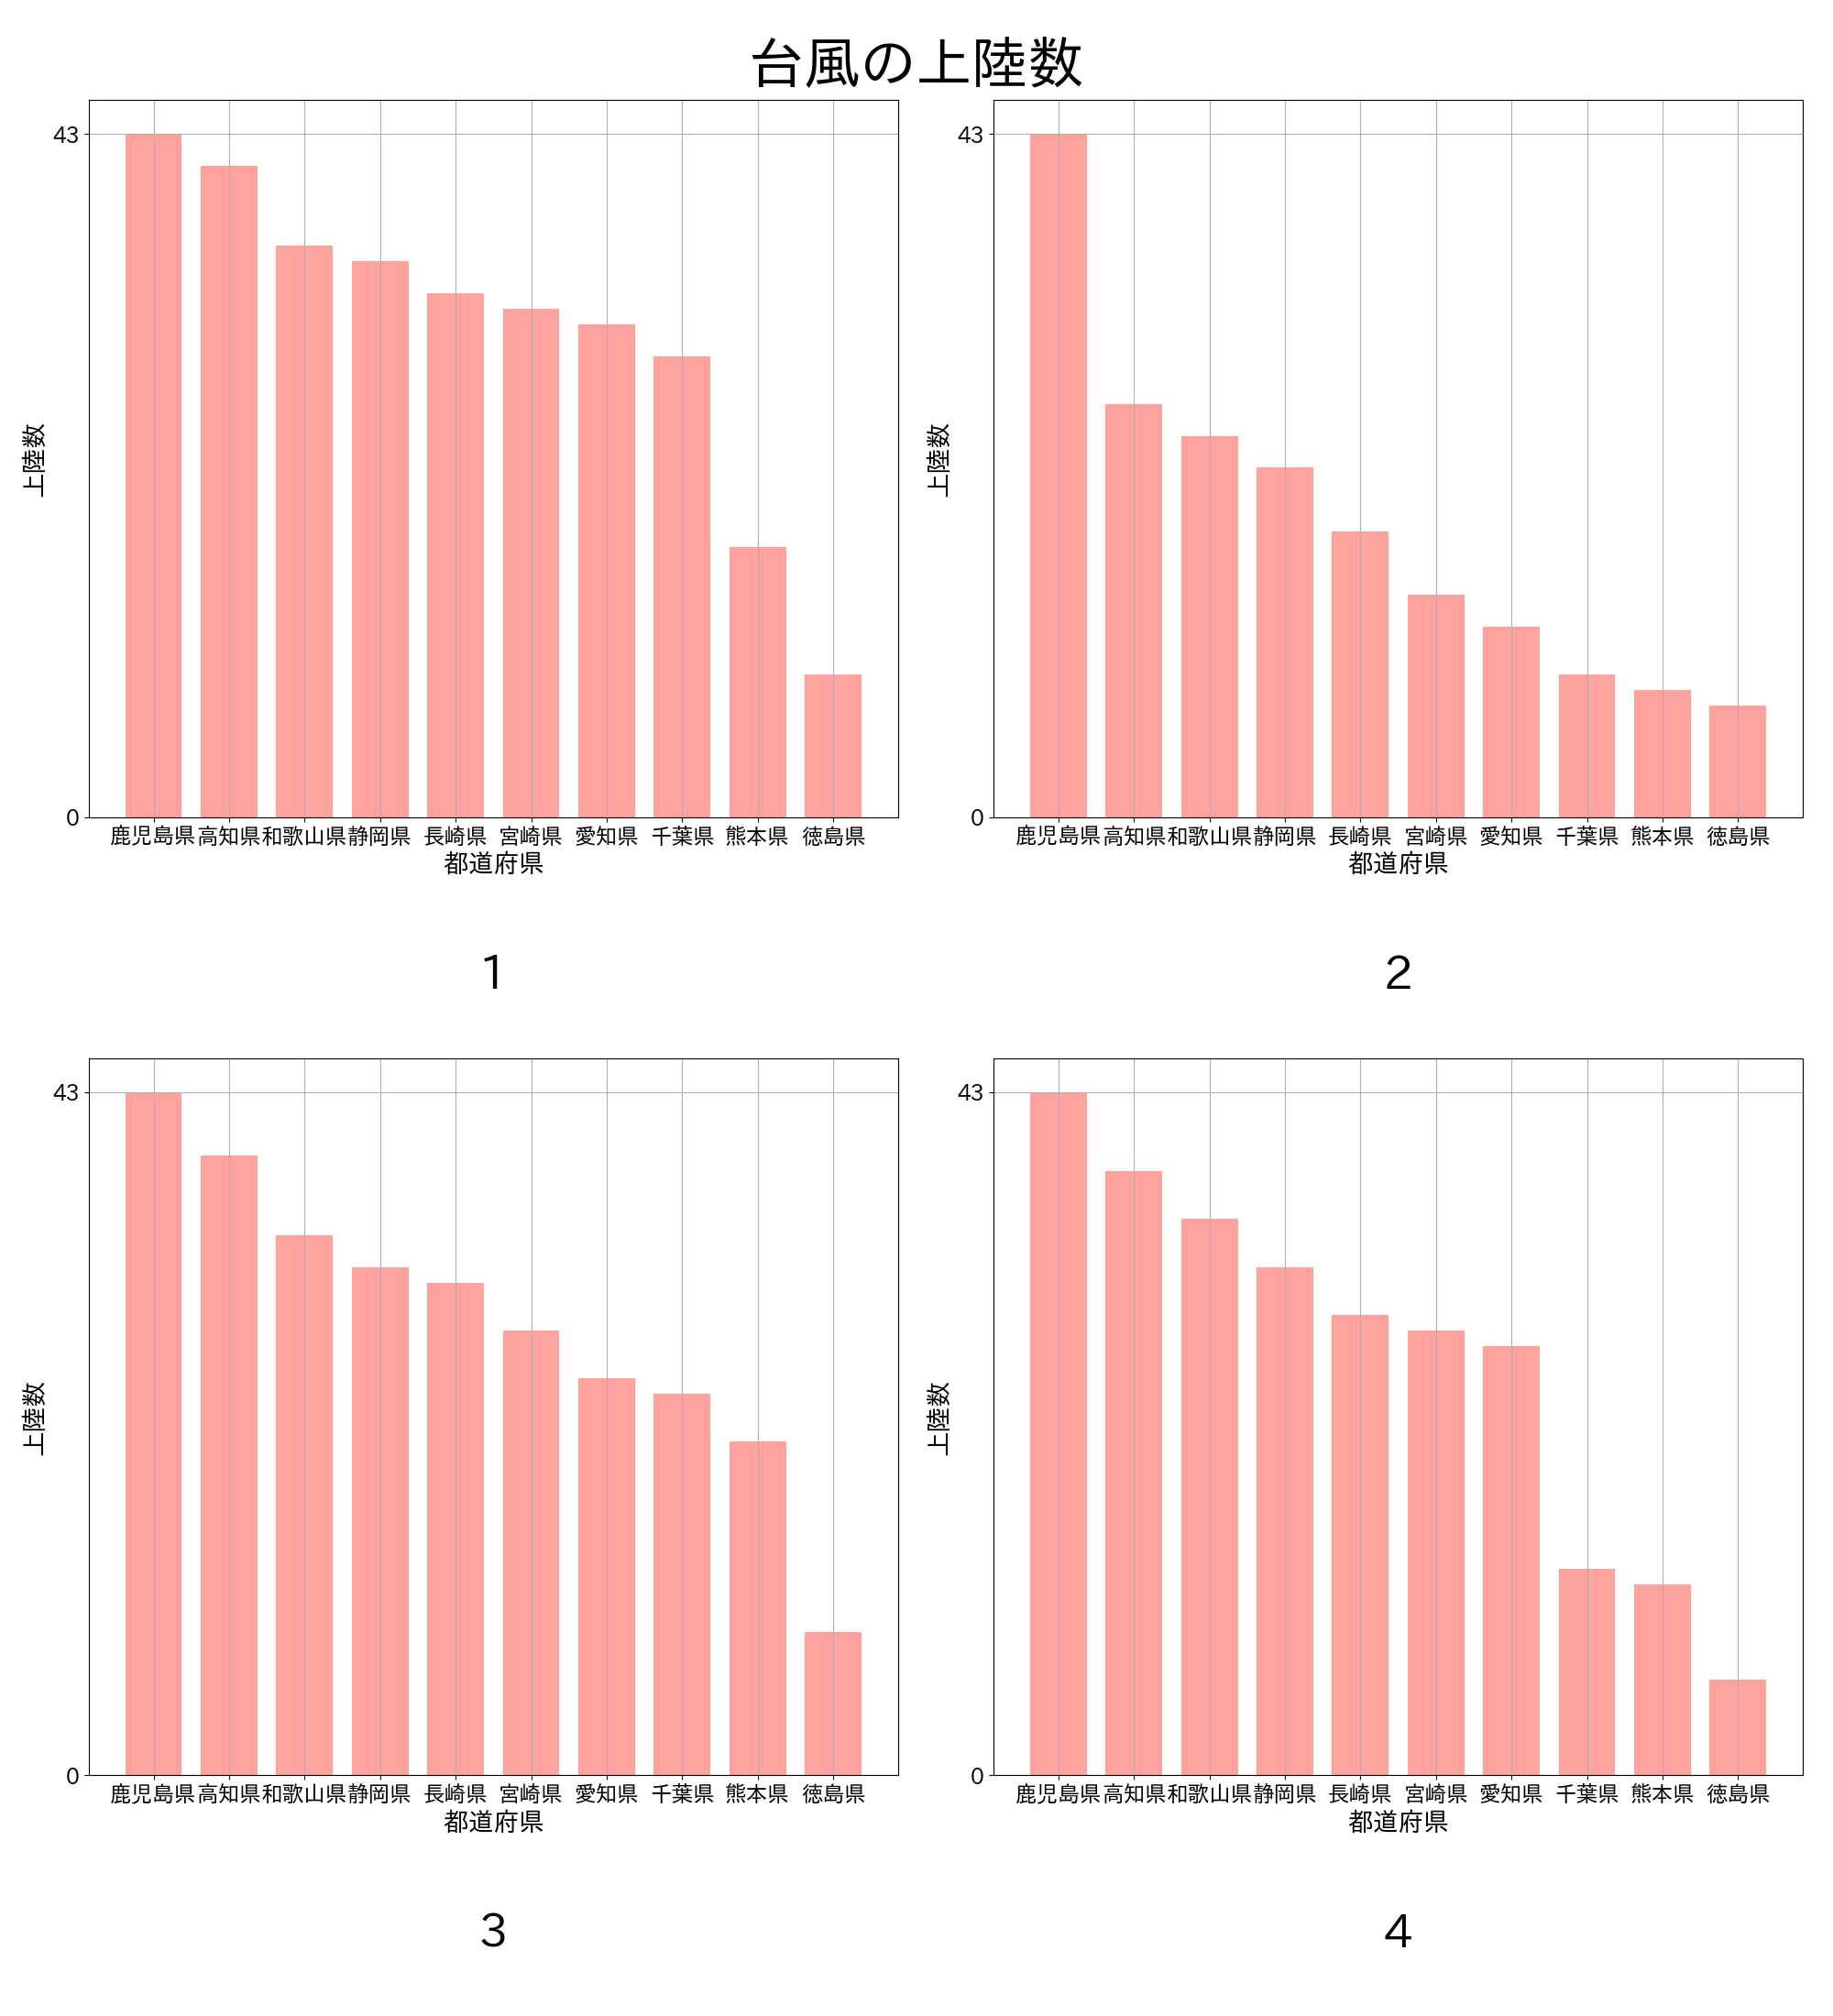 台風の上陸数
43
0
上陸数
鹿児島県 高知県 和歌山県 静岡県 長崎県 宮崎県 愛知県 千葉県 熊本県 徳島県
都道府県
1
43
0
上陸数
鹿児島県 高知県 和歌山県 静岡県 長崎県 宮崎県 愛知県 千葉県 熊本県 徳島県
都道府県
2
43
0
上陸数
鹿児島県 高知県 和歌山県 静岡県 長崎県 宮崎県 愛知県 千葉県 熊本県 徳島県
都道府県
3
43
0
上陸数
鹿児島県 高知県 和歌山県 静岡県 長崎県 宮崎県 愛知県 千葉県 熊本県 徳島県
都道府県
4